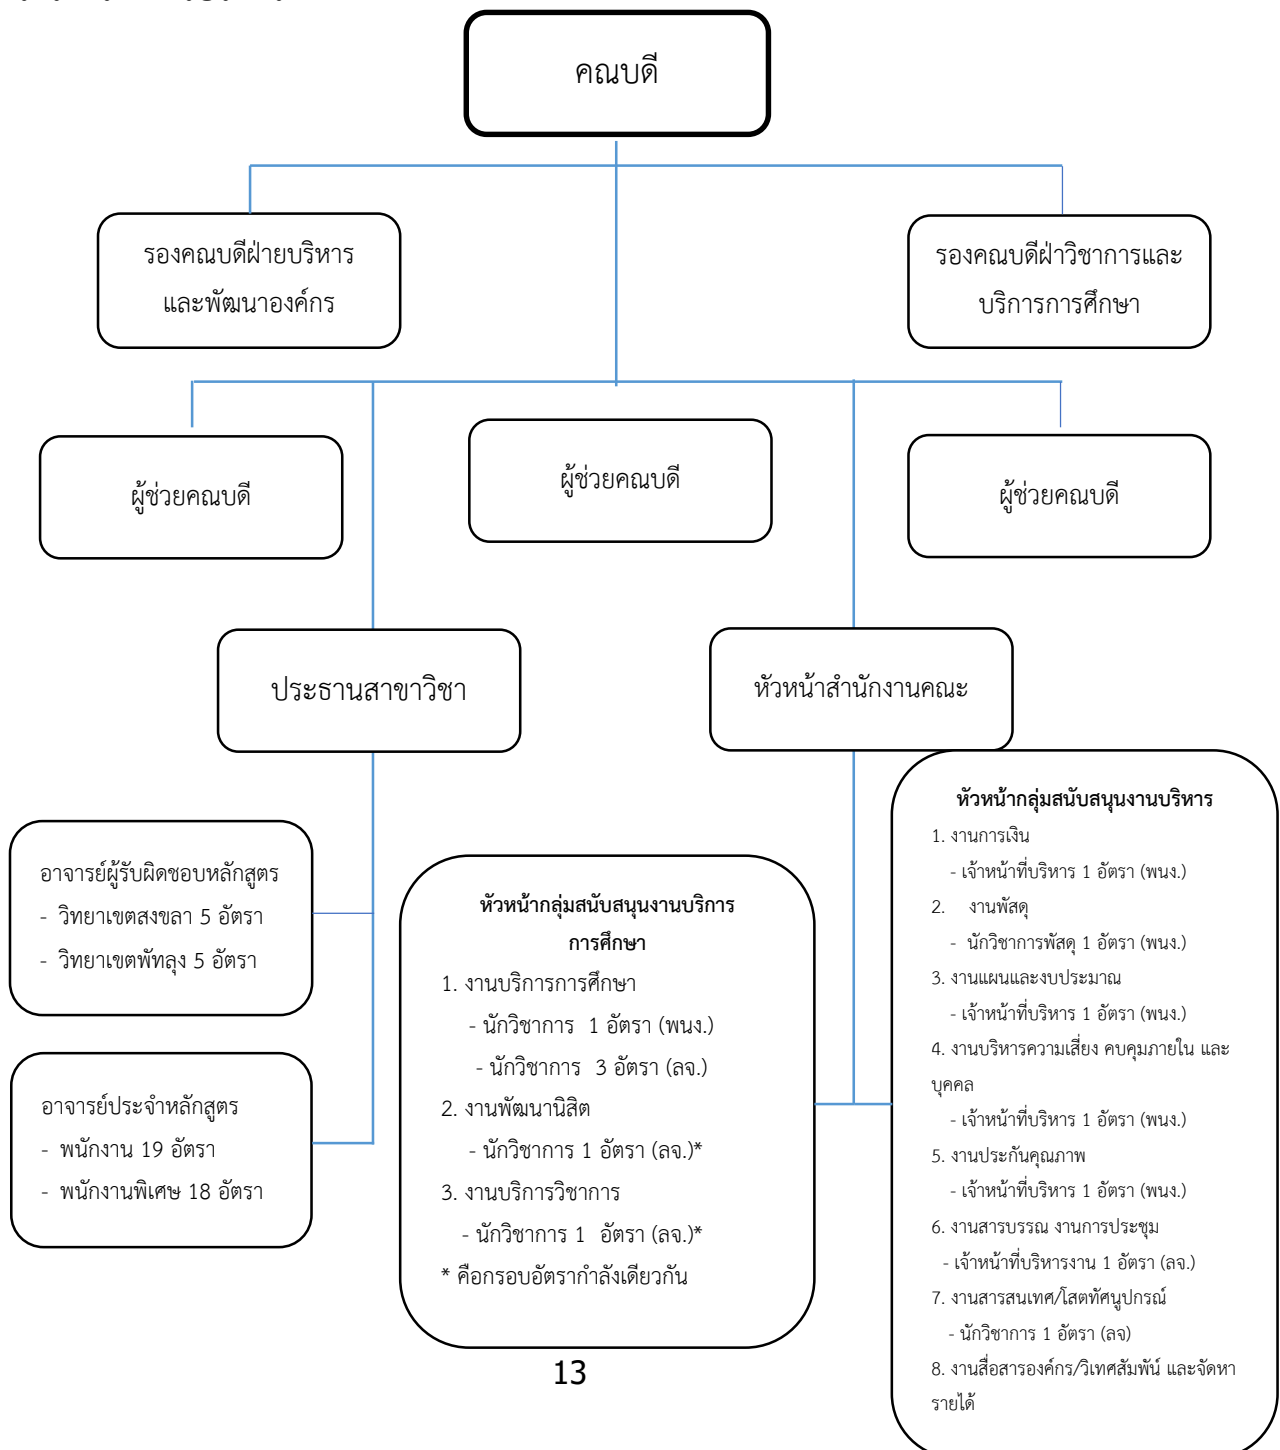 คณบดี
รองคณบดีฝ่ายบริหาร
และพัฒนาองค์กร
รองคณบดีฝ่าวิชาการและ
บริการการศึกษา
ผู้ช่วยคณบดี
ผู้ช่วยคณบดี
ผู้ช่วยคณบดี
ประธานสาขาวิชา
หัวหน้าสำนักงานคณะ
อาจารย์ผู้รับผิดชอบหลักสูตร
- วิทยาเขตสงขลา 5 อัตรา
- วิทยาเขตพัทลุง 5 อัตรา
อาจารย์ประจำหลักสูตร
- พนักงาน 19 อัตรา
- พนักงานพิเศษ 18 อัตรา
หัวหน้ากลุ่มสนับสนุนงานบริการ
การศึกษา
1. งานบริการการศึกษา
- นักวิชาการ 1 อัตรา (พนง.)
- นักวิชาการ 3 อัตรา (ลจ.)
2. งานพัฒนานิสิต
- นักวิชาการ 1 อัตรา (ลจ.)*
3. งานบริการวิชาการ
- นักวิชาการ 1 อัตรา (ลจ.)*
* คือกรอบอัตรากำลังเดียวกัน
หัวหน้ากลุ่มสนับสนุนงานบริหาร
1. งานการเงิน
- เจ้าหน้าที่บริหาร 1 อัตรา (พนง.)
2. งานพัสดุ
- นักวิชาการพัสดุ 1 อัตรา (พนง.)
3. งานแผนและงบประมาณ
- เจ้าหน้าที่บริหาร 1 อัตรา (พนง.)
4. งานบริหารความเสี่ยง คบคุมภายใน และ
บุคคล
- เจ้าหน้าที่บริหาร 1 อัตรา (พนง.)
5. งานประกันคุณภาพ
- เจ้าหน้าที่บริหาร 1 อัตรา (พนง.)
6. งานสารบรรณ งานการประชุม
- เจ้าหน้าที่บริหารงาน 1 อัตรา (ลจ.)
7. งานสารสนเทศ/โสตทัศนูปกรณ์
- นักวิชาการ 1 อัตรา (ลจ)
8. งานสื่อสารองค์กร/วิเทศสัมพัน์ และจัดหา
รายได้
13